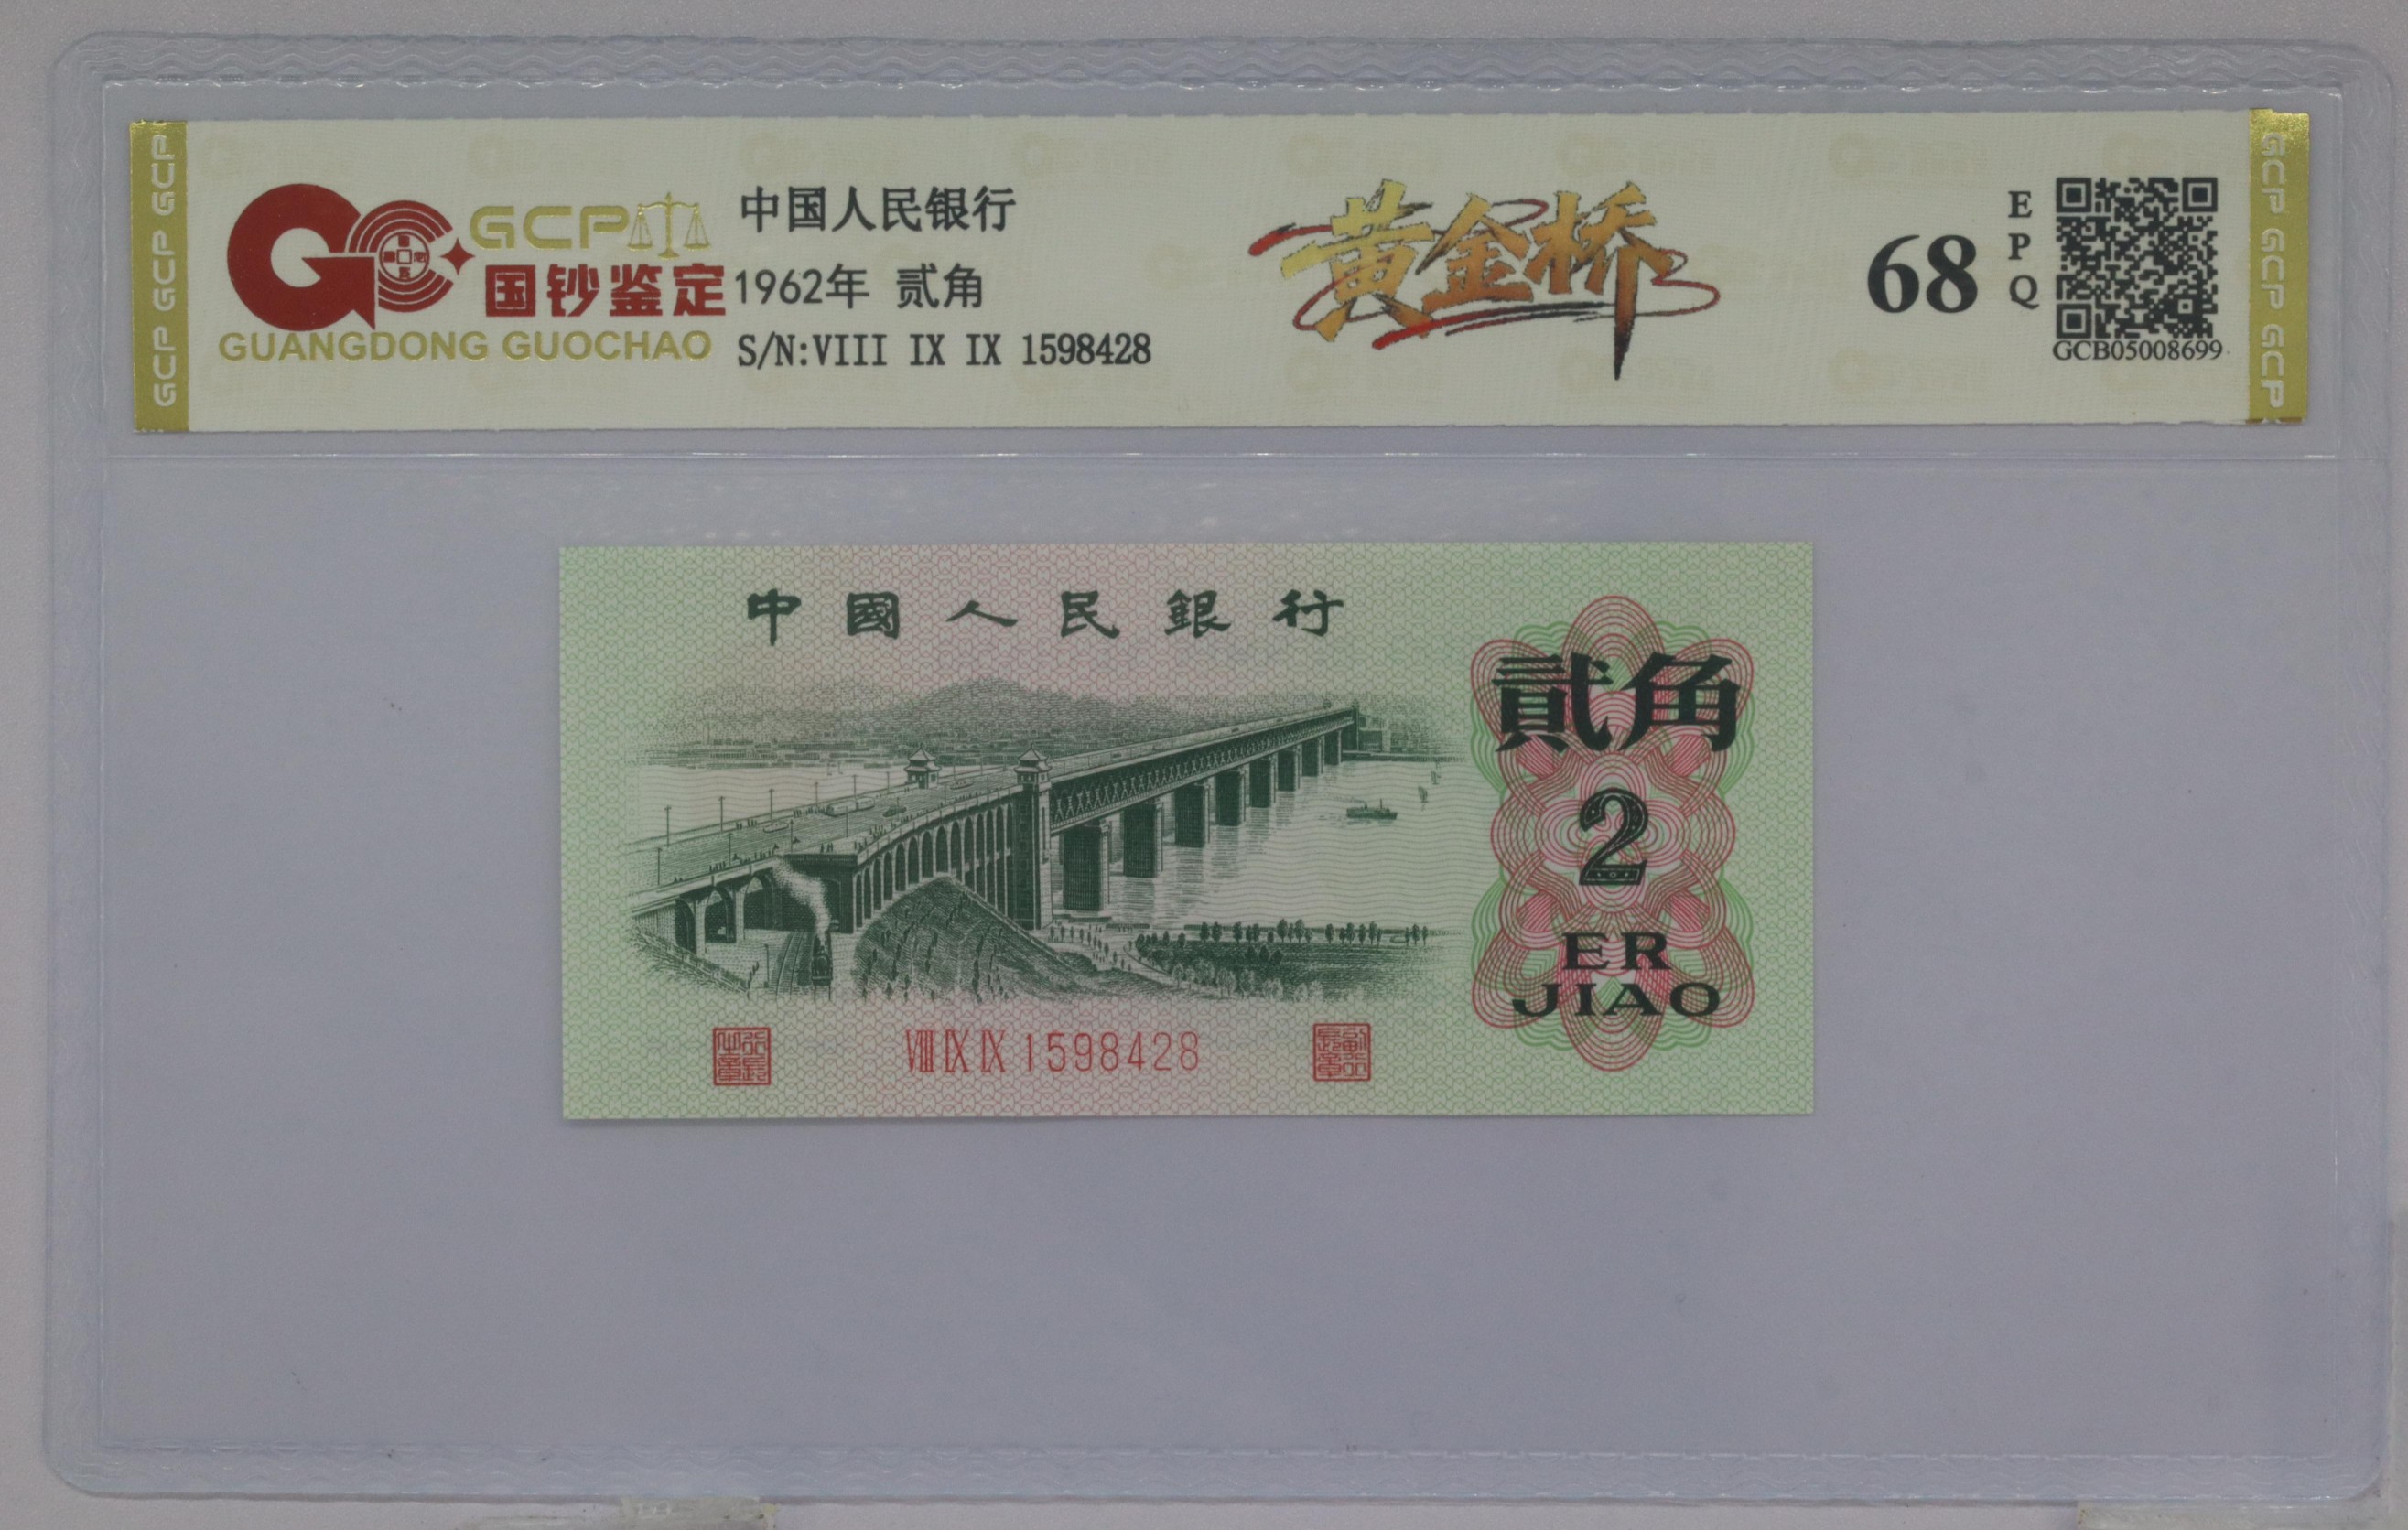 GCP GCP GCP
GCP
国钞鉴定
GUANGDONG GUOCHAO
中国人民银行
1962年 贰角
S/N:VIII IX IX 1598428
黄金桥
68
EPQ
GCB05008699
GCP GCP GCP
中國人民銀行
貳角
2
ER
JIAO
VIII IX IX 1598428